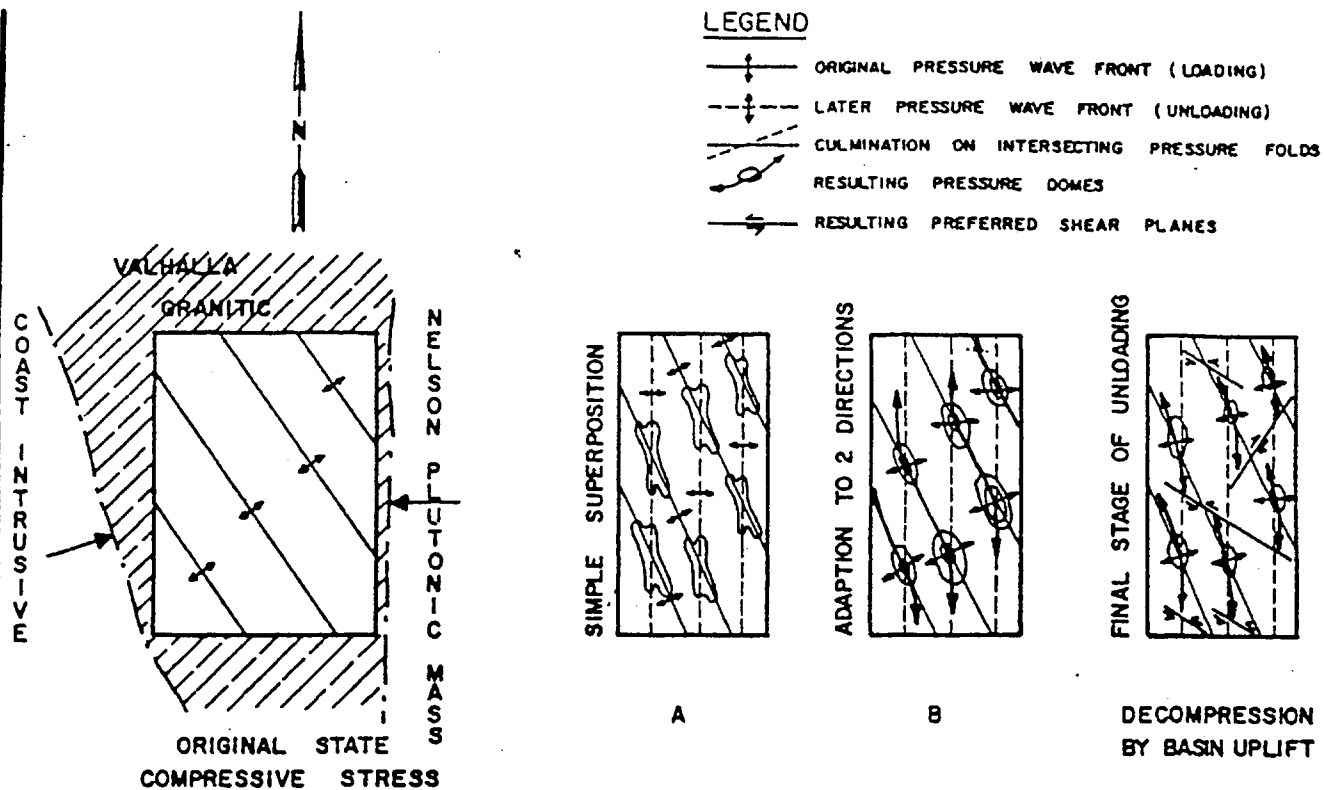 LEGEND
ORIGINAL PRESSURE WAVE FRONT (LOADING)
LATER PRESSURE WAVE FRONT (UNLOADING)
CULMINATION ON INTERSECTING PRESSURE FOLDS
RESULTING PRESSURE DOMES
RESULTING PREFERRED SHEAR PLANES
N
VALHALLA
GRANITIC
COAST INTRUSIVE
NELSON PLUTONIC MASS
ORIGINAL STATE
COMPRESSIVE STRESS
SIMPLE SUPERPOSITION
A
ADAPTION TO 2 DIRECTIONS
B
FINAL STAGE OF UNLOADING
DECOMPRESSION
BY BASIN UPLIFT